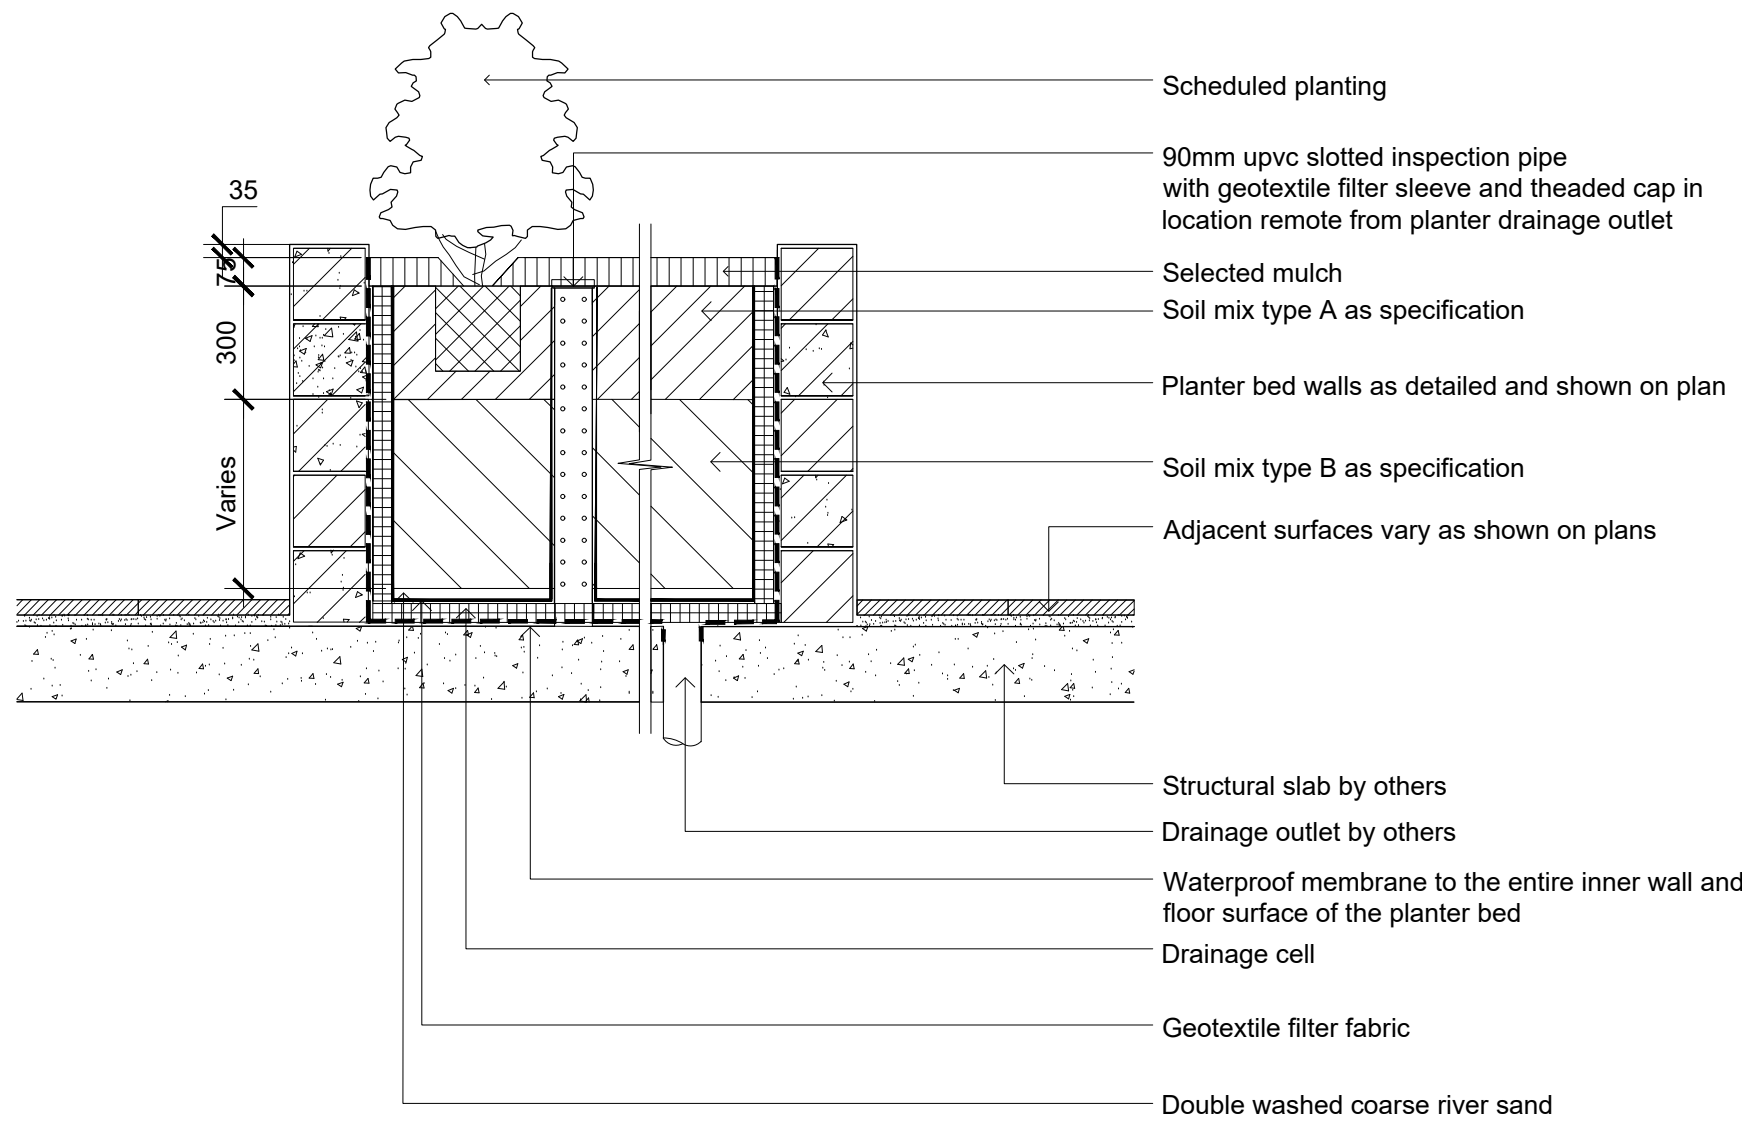 Scheduled planting
90mm upvc slotted inspection pipe
with geotextile filter sleeve and theaded cap in
location remote from planter drainage outlet
35
75
Selected mulch
Soil mix type A as specification
300
Planter bed walls as detailed and shown on plan
Varies
Soil mix type B as specification
Adjacent surfaces vary as shown on plans
Structural slab by others
Drainage outlet by others
Waterproof membrane to the entire inner wall and
floor surface of the planter bed
Drainage cell
Geotextile filter fabric
Double washed coarse river sand